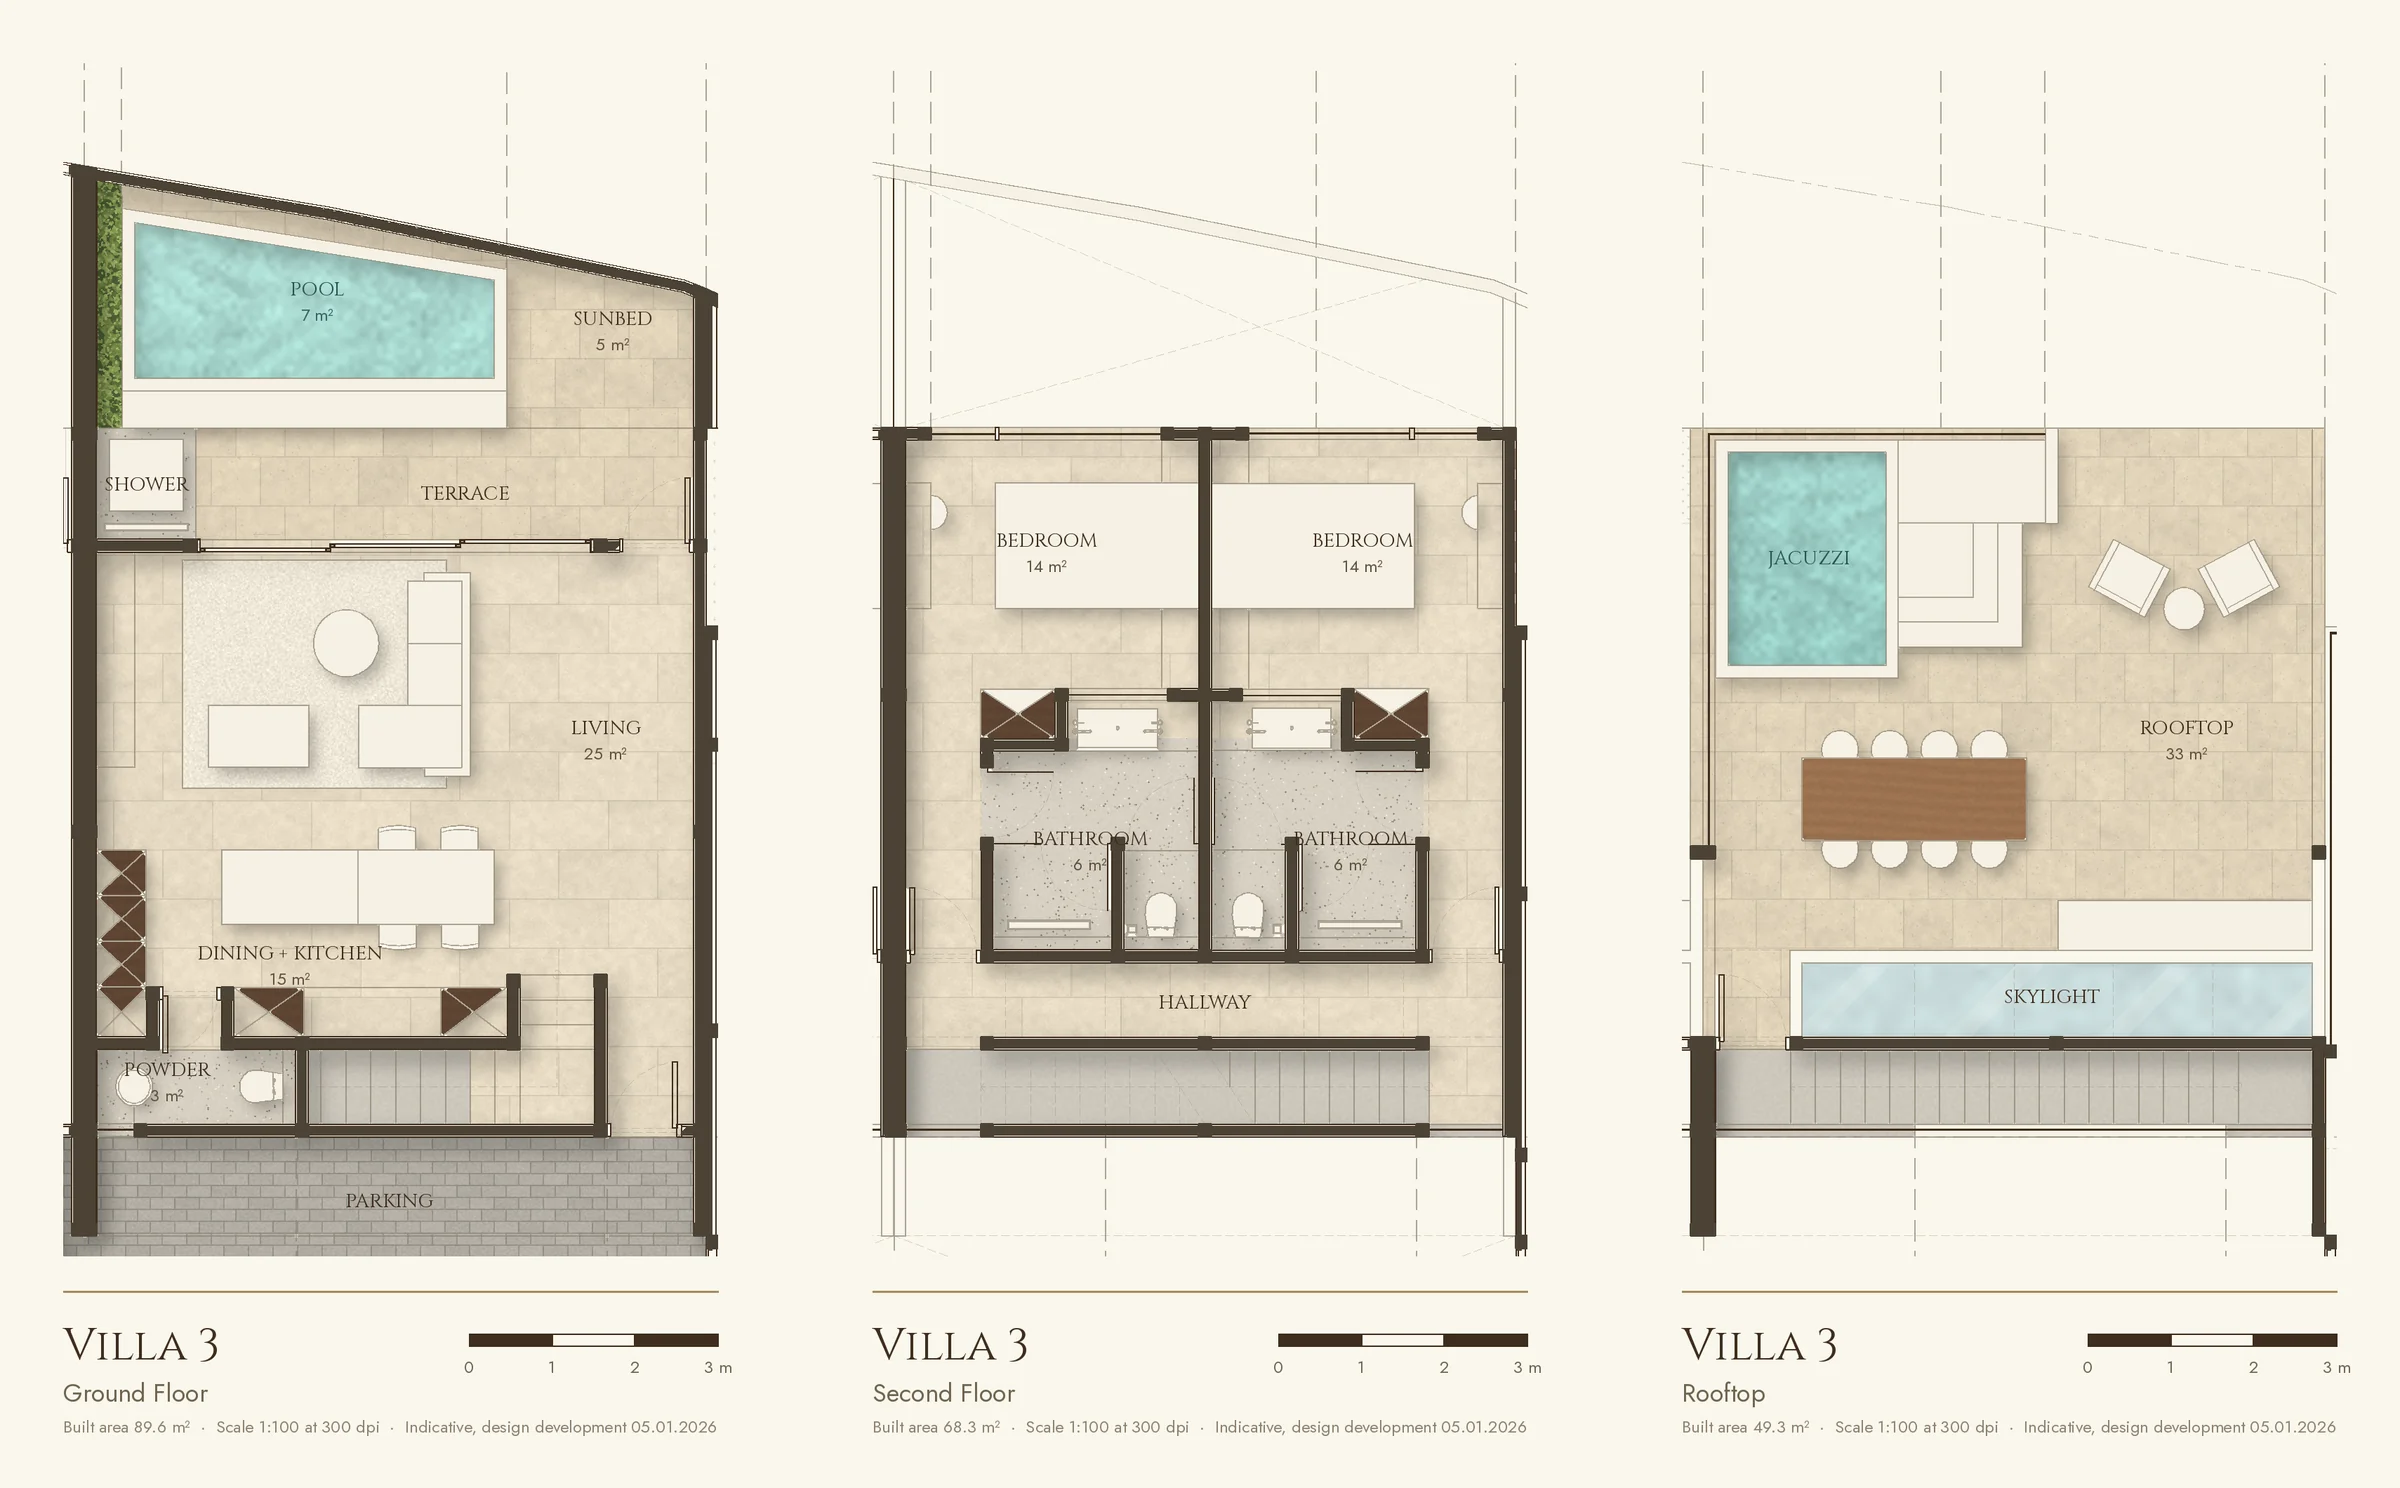 POOL
7 m²
SUNBED
5 m²
SHOWER
TERRACE
LIVING
25 m²
DINING + KITCHEN
15 m²
POWDER
3 m²
PARKING
VILLA 3
0 1 2 3 m
Ground Floor
Built area 89.6 m² · Scale 1:100 at 300 dpi · Indicative, design development 05.01.2026
BEDROOM
14 m²
BEDROOM
14 m²
BATHROOM
6 m²
BATHROOM
6 m²
HALLWAY
VILLA 3
0 1 2 3 m
Second Floor
Built area 68.3 m² · Scale 1:100 at 300 dpi · Indicative, design development 05.01.2026
JACUZZI
ROOFTOP
33 m²
SKYLIGHT
VILLA 3
0 1 2 3 m
Rooftop
Built area 49.3 m² · Scale 1:100 at 300 dpi · Indicative, design development 05.01.2026